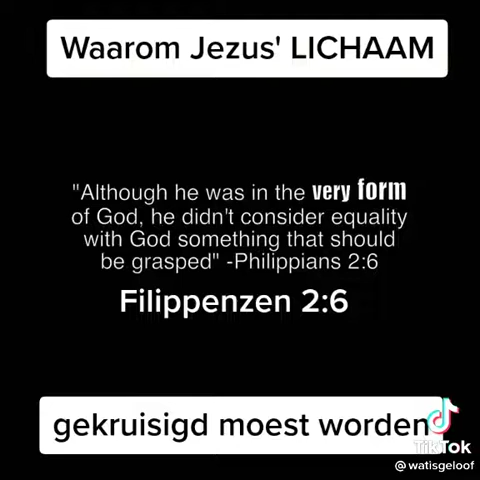 Waarom Jezus' LICHAAM
"Although he was in the very form
of God, he didn't consider equality
with God something that should
be grasped" -Philippians 2:6
Filippenzen 2:6
gekruisigd moest worden
TikTok
@watisgeloof